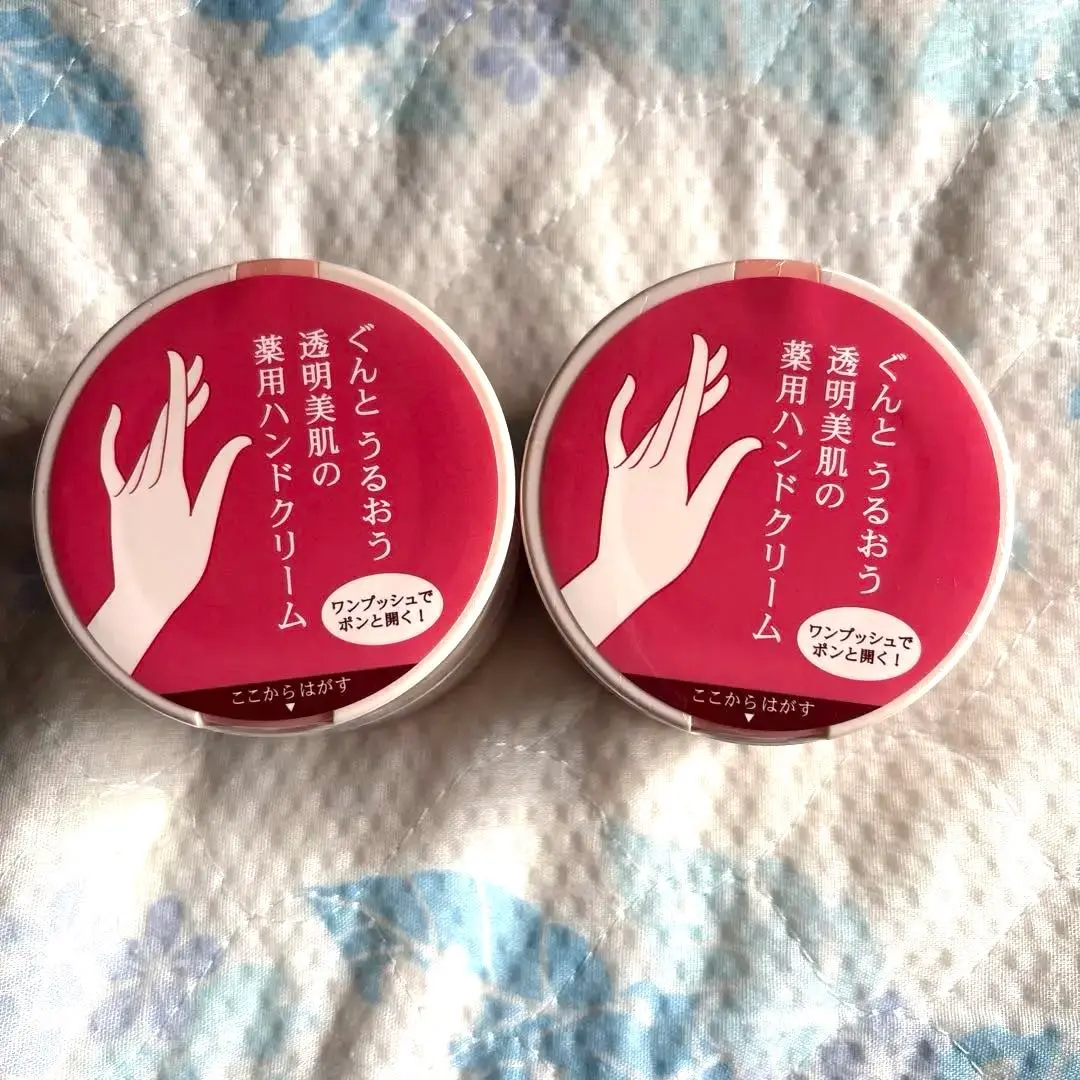 ぐんと うるおう
透明美肌の
薬用ハンドクリーム
ワンプッシュで
ポンと開く！
ここからはがす
ぐんと うるおう
透明美肌の
薬用ハンドクリーム
ワンプッシュで
ポンと開く！
ここからはがす